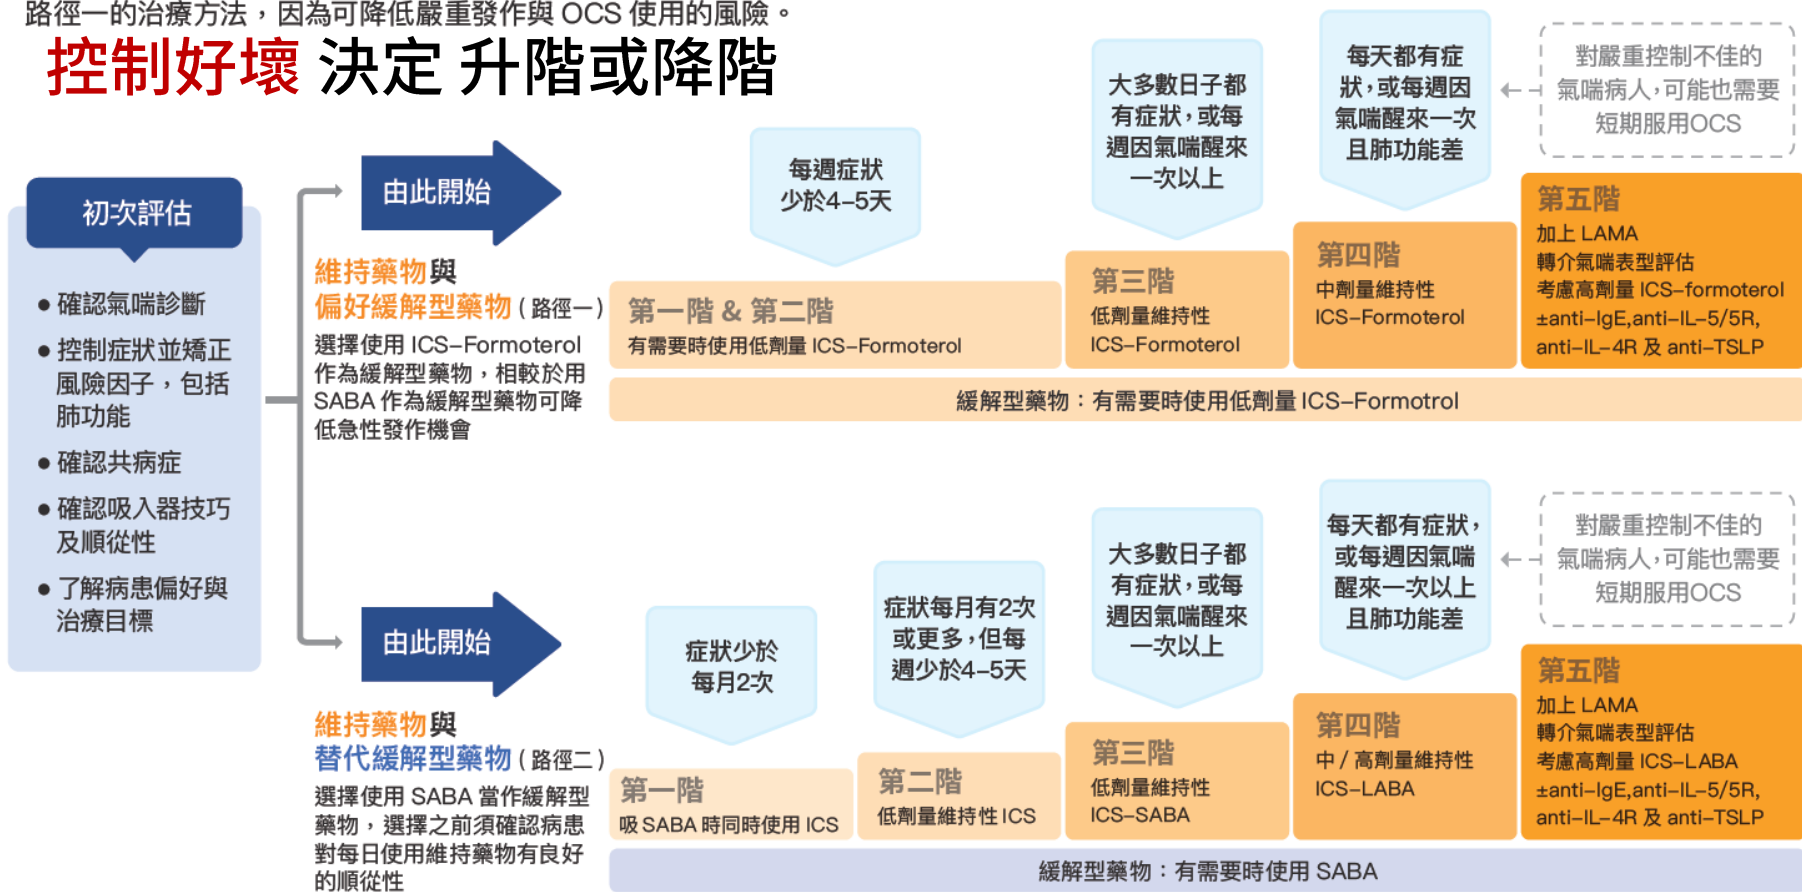 路徑一的治療方法，因為可降低嚴重發作與 OCS 使用的風險。
控制好壞 決定 升階或降階
初次評估
● 確認氣喘診斷
● 控制症狀並矯正
風險因子，包括
肺功能
● 確認共病症
● 確認吸入器技巧
及順從性
● 了解病患偏好與
治療目標
由此開始
維持藥物與
偏好緩解型藥物（路徑一）
選擇使用 ICS–Formoterol
作為緩解型藥物，相較於用
SABA 作為緩解型藥物可降
低急性發作機會
每週症狀
少於4–5天
大多數日子都
有症狀，或每
週因氣喘醒來
一次以上
每天都有症
狀，或每週因
氣喘醒來一次
且肺功能差
對嚴重控制不佳的
氣喘病人，可能也需要
短期服用OCS
第一階 & 第二階
有需要時使用低劑量 ICS–Formoterol
第三階
低劑量維持性
ICS–Formoterol
第四階
中劑量維持性
ICS–Formoterol
第五階
加上 LAMA
轉介氣喘表型評估
考慮高劑量 ICS–formoterol
±anti–IgE,anti–IL–5/5R,
anti–IL–4R 及 anti–TSLP
緩解型藥物：有需要時使用低劑量 ICS–Formotrol
由此開始
維持藥物與
替代緩解型藥物（路徑二）
選擇使用 SABA 當作緩解型
藥物，選擇之前須確認病患
對每日使用維持藥物有良好
的順從性
症狀少於
每月2次
症狀每月有2次
或更多，但每
週少於4–5天
大多數日子都
有症狀，或每
週因氣喘醒來
一次以上
每天都有症狀，
或每週因氣喘
醒來一次以上
且肺功能差
對嚴重控制不佳的
氣喘病人，可能也需要
短期服用OCS
第一階
吸 SABA 時同時使用 ICS
第二階
低劑量維持性 ICS
第三階
低劑量維持性
ICS–SABA
第四階
中 / 高劑量維持性
ICS–LABA
第五階
加上 LAMA
轉介氣喘表型評估
考慮高劑量 ICS–LABA
±anti–IgE,anti–IL–5/5R,
anti–IL–4R 及 anti–TSLP
緩解型藥物：有需要時使用 SABA